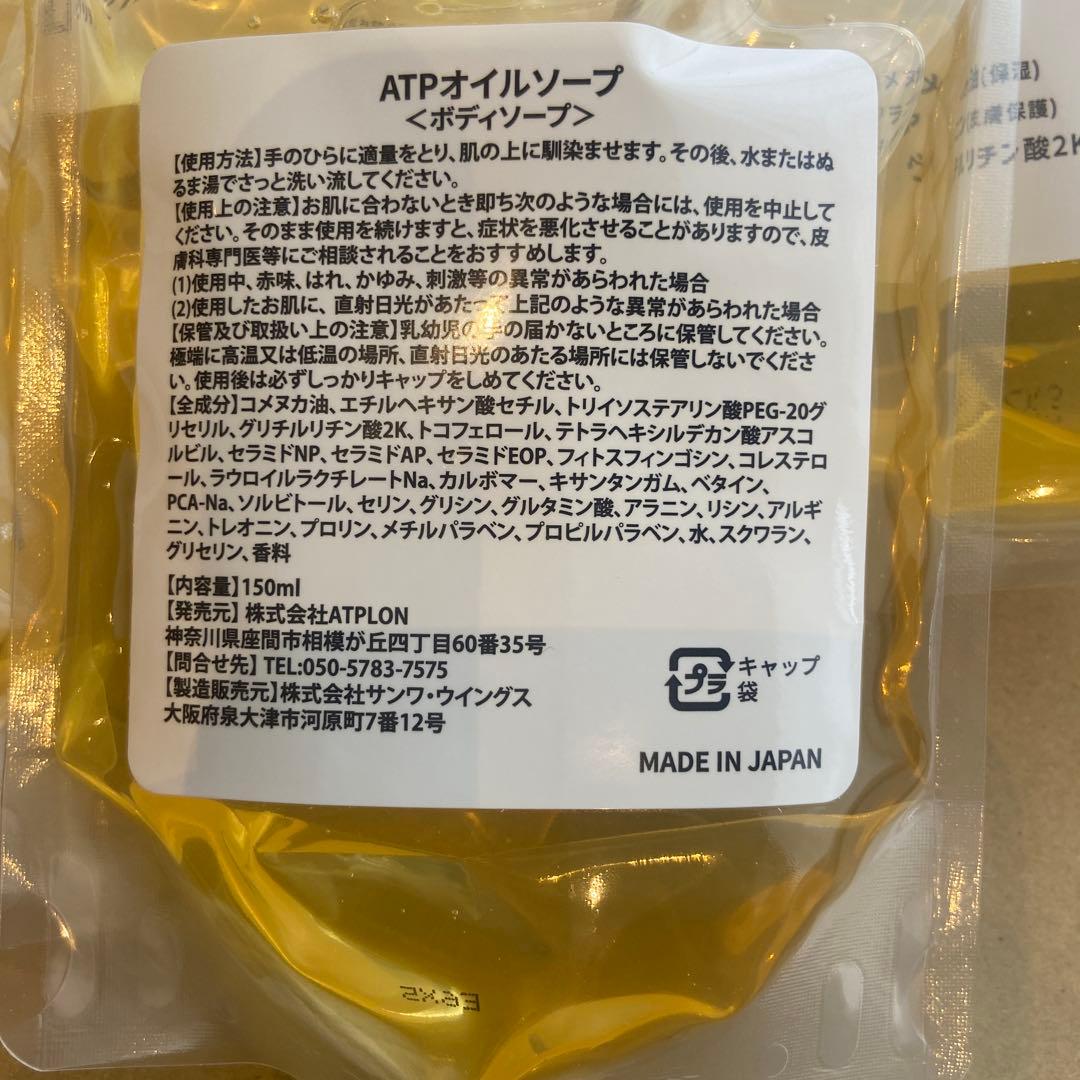 ATPオイルソープ
<ボディソープ>
【使用方法】手のひらに適量をとり、肌の上に馴染ませます。その後、水またはぬ
るま湯でさっと洗い流してください。
【使用上の注意】お肌に合わないとき即ち次のような場合には、使用を中止して
ください。そのまま使用を続けますと、症状を悪化させることがありますので、皮
膚科専門医等にご相談されることをおすすめします。
(1)使用中、赤味、はれ、かゆみ、刺激等の異常があらわれた場合
(2)使用したお肌に、直射日光があたって上記のような異常があらわれた場合
【保管及び取扱い上の注意】乳幼児の手の届かないところに保管してください。
極端に高温又は低温の場所、直射日光のあたる場所には保管しないでくださ
い。使用後は必ずしっかりキャップをしめてください。
【全成分】コメヌカ油、エチルヘキサン酸セチル、トリイソステアリン酸PEG-20グ
リセリル、グリチルリチン酸2K、トコフェロール、テトラヘキシルデカン酸アスコ
ルビル、セラミドNP、セラミドAP、セラミドEOP、フィトスフィンゴシン、コレステロ
ール、ラウロイルラクチレートNa、カルボマー、キサンタンガム、ベタイン、
PCA-Na、ソルビトール、セリン、グリシン、グルタミン酸、アラニン、リシン、アルギ
ニン、トレオニン、プロリン、メチルパラベン、プロピルパラベン、水、スクワラン、
グリセリン、香料
【内容量】150ml
【発売元】株式会社ATPLON
神奈川県座間市相模が丘四丁目60番35号
【問合せ先】TEL:050-5783-7575
【製造販売元】株式会社サンワ・ウイングス
大阪府泉大津市河原町7番12号
プラ
キャップ
袋
MADE IN JAPAN
(保湿)
膚保護)
リチン酸2K